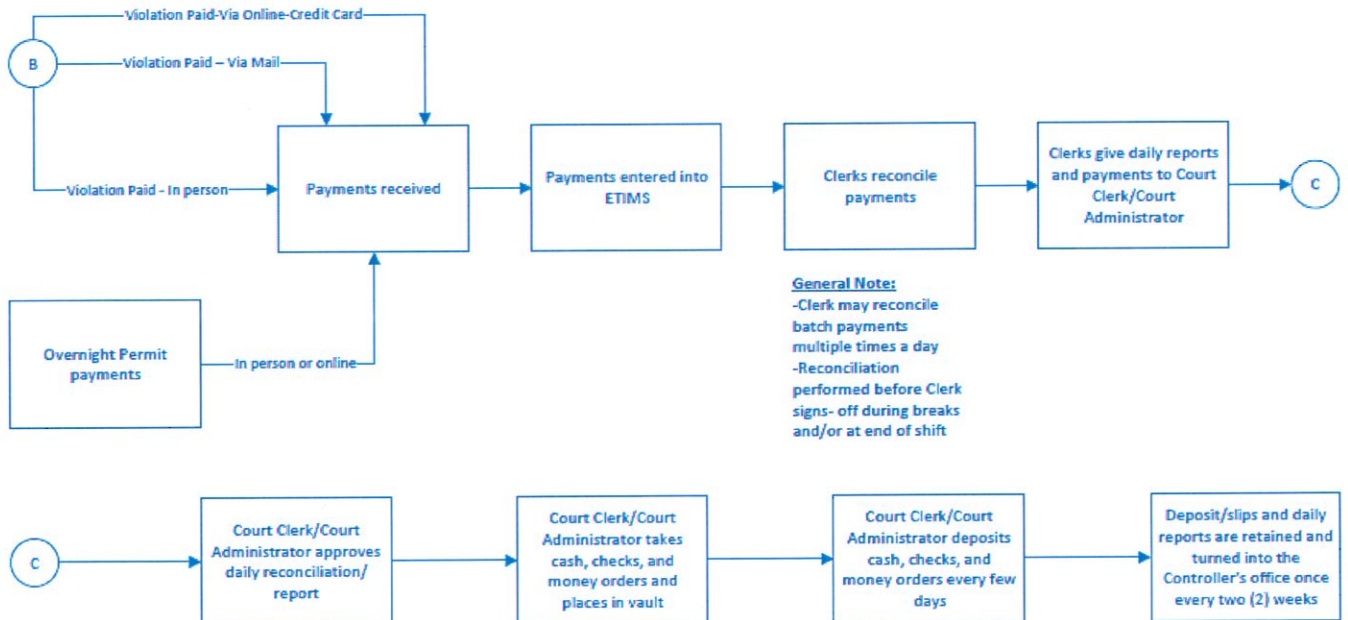 Violation Paid-Via Online-Credit Card
B
Violation Paid – Via Mail
Violation Paid - In person
Payments received
Payments entered into
ETIMS
Clerks reconcile
payments
Clerks give daily reports
and payments to Court
Clerk/Court
Administrator
C
Overnight Permit
payments
In person or online
General Note:
-Clerk may reconcile
batch payments
multiple times a day
-Reconciliation
performed before Clerk
signs- off during breaks
and/or at end of shift
C
Court Clerk/Court
Administrator approves
daily reconciliation/
report
Court Clerk/Court
Administrator takes
cash, checks, and
money orders and
places in vault
Court Clerk/Court
Administrator deposits
cash, checks, and
money orders every few
days
Deposit/slips and daily
reports are retained and
turned into the
Controller's office once
every two (2) weeks